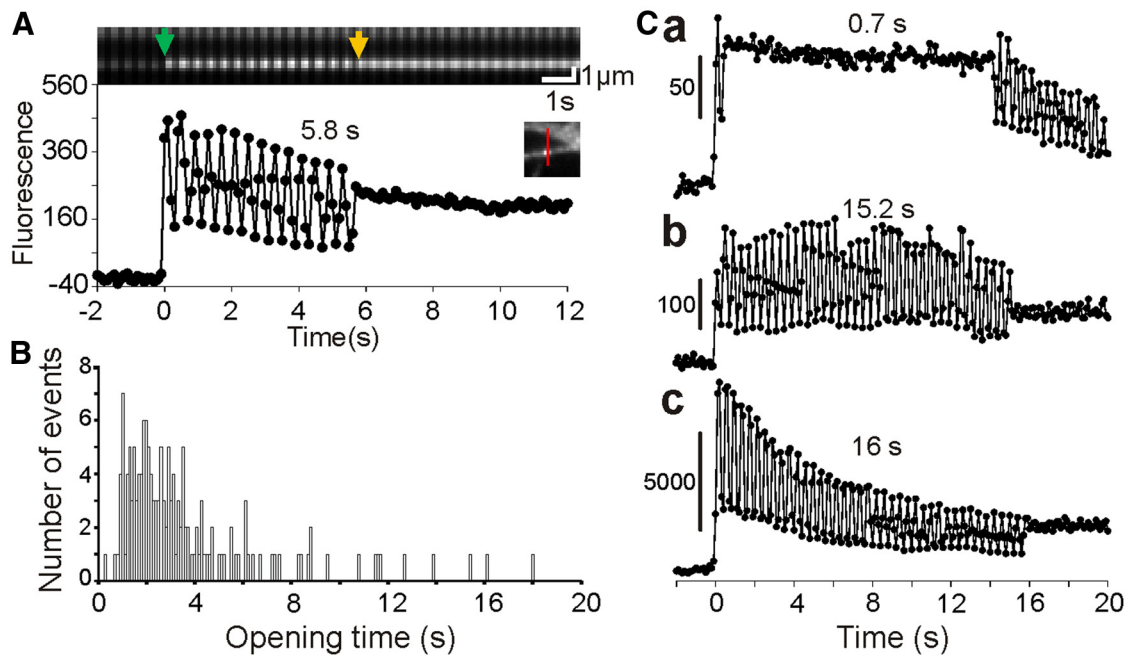 A
1µm
1s
560
360
160
-40
Fluorescence
5.8 s
-2 0 2 4 6 8 10 12
Time(s)
B
8
6
4
2
0
Number of events
0 4 8 12 16 20
Opening time (s)
C a
0.7 s
50
b
15.2 s
100
c
16 s
5000
0 4 8 12 16 20
Time (s)